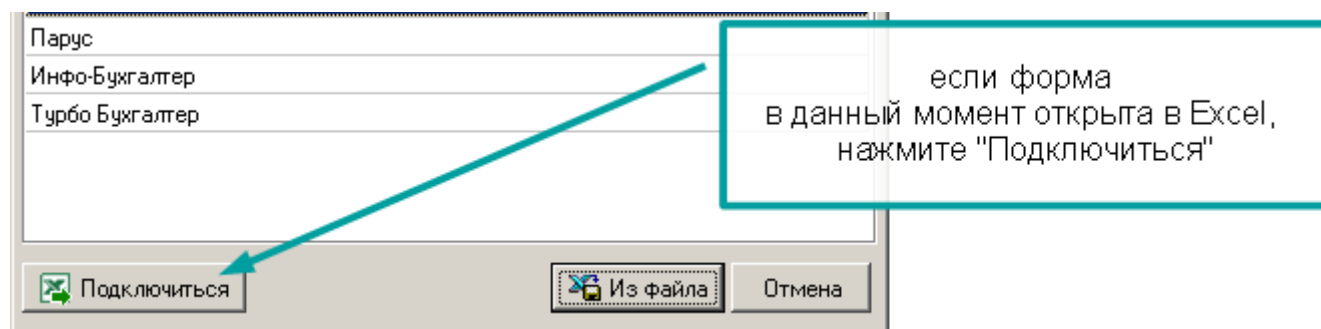 Парус
Инфо-Бухгалтер
Турбо Бухгалтер
если форма
в данный момент открыта в Excel,
нажмите "Подключиться"
Подключиться
Из файла
Отмена